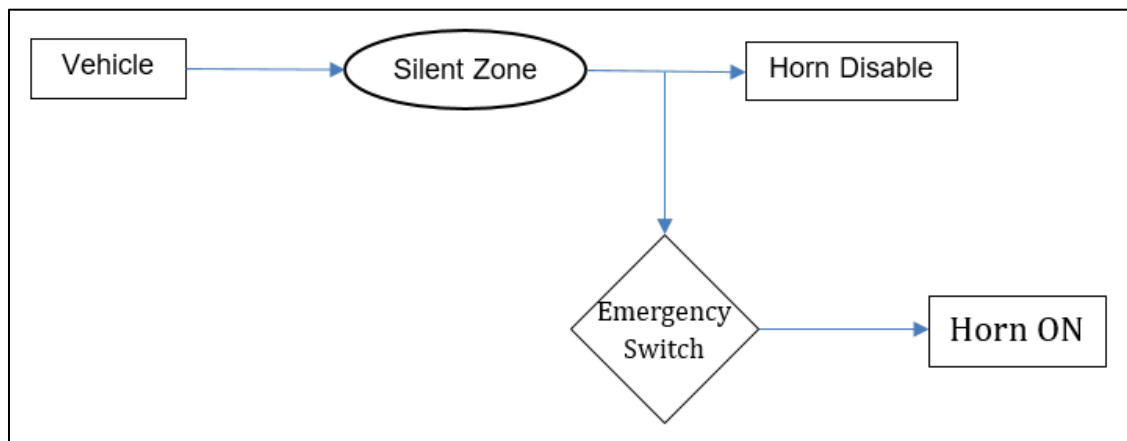 Vehicle
Silent Zone
Horn Disable
Emergency
Switch
Horn ON